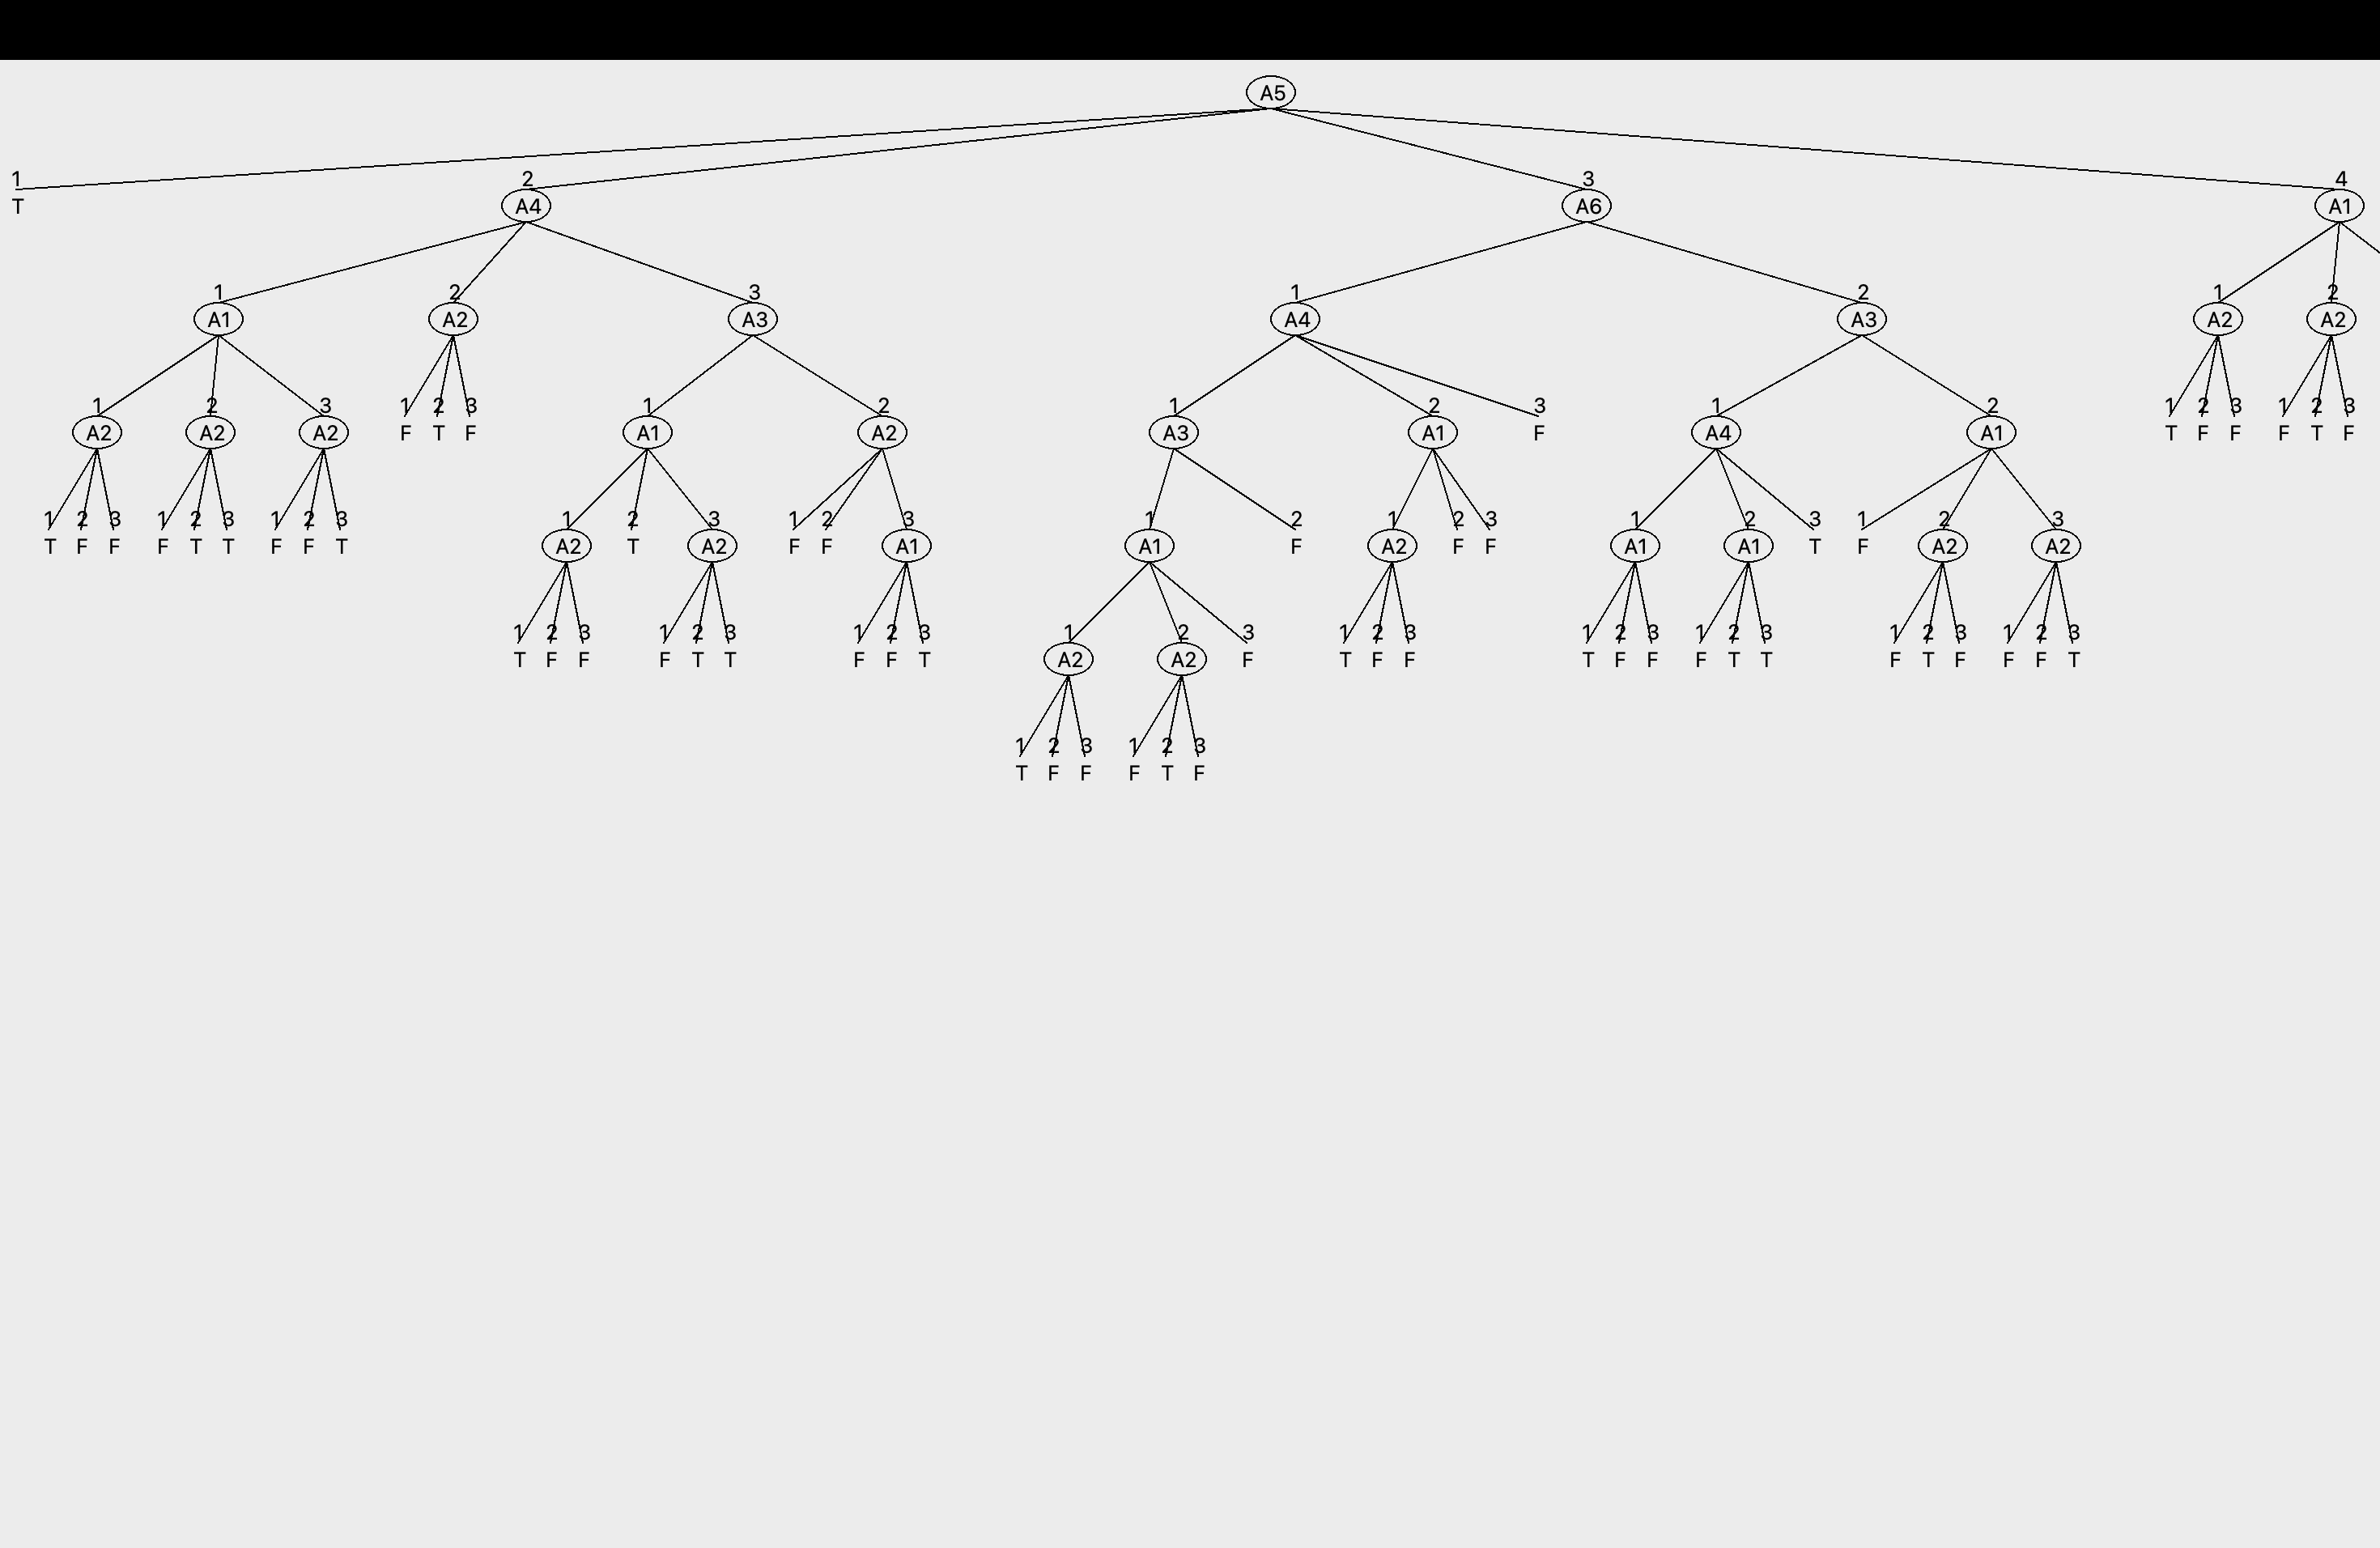 A5
1 2 3 4
T A4 A6 A1
1 2 3 1 2 1 2
A1 A2 A3 A4 A3 A2 A2
1 2 3 1 2 3 1 2 1 2 3 1 2 1 2 3 1 2 3
A2 A2 A2 F T F A1 A2 A3 A1 F A4 A1 T F F F T F
1 2 3 1 2 3 1 2 3 1 2 3 1 2 3 1 2 1 2 3 1 2 3 1 2 3
T F F F T T F F T A2 T A2 F F A1 A1 F A2 F F A1 A1 T F A2 A2
1 2 3 1 2 3 1 2 3 1 2 3 1 2 3 1 2 3 1 2 3 1 2 3 1 2 3
T F F F T T F F T A2 A2 F T F F T F F F T T F T F F F T
1 2 3 1 2 3
T F F F T F